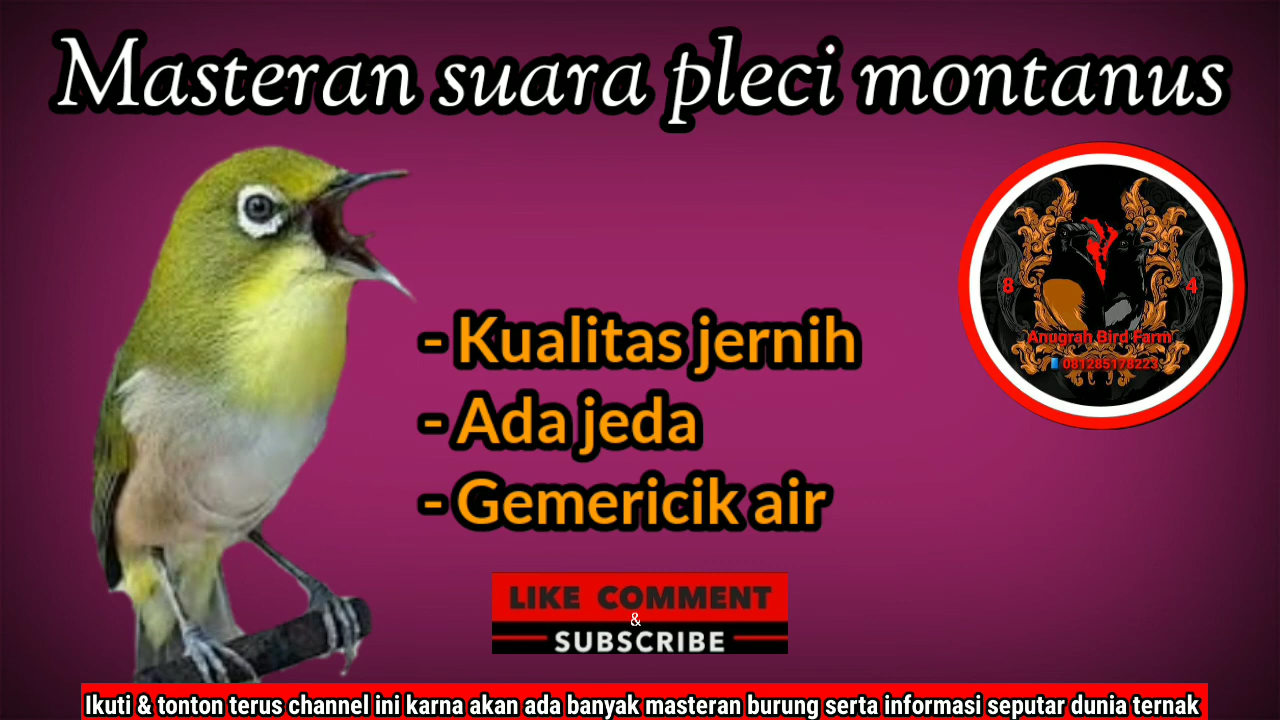 Masteran suara pleci montanus
8 4
Anugrah Bird Farm
081285178223
- Kualitas jernih
- Ada jeda
- Gemericik air
LIKE COMMENT
&
SUBSCRIBE
Ikuti & tonton terus channel ini karna akan ada banyak masteran burung serta informasi seputar dunia ternak